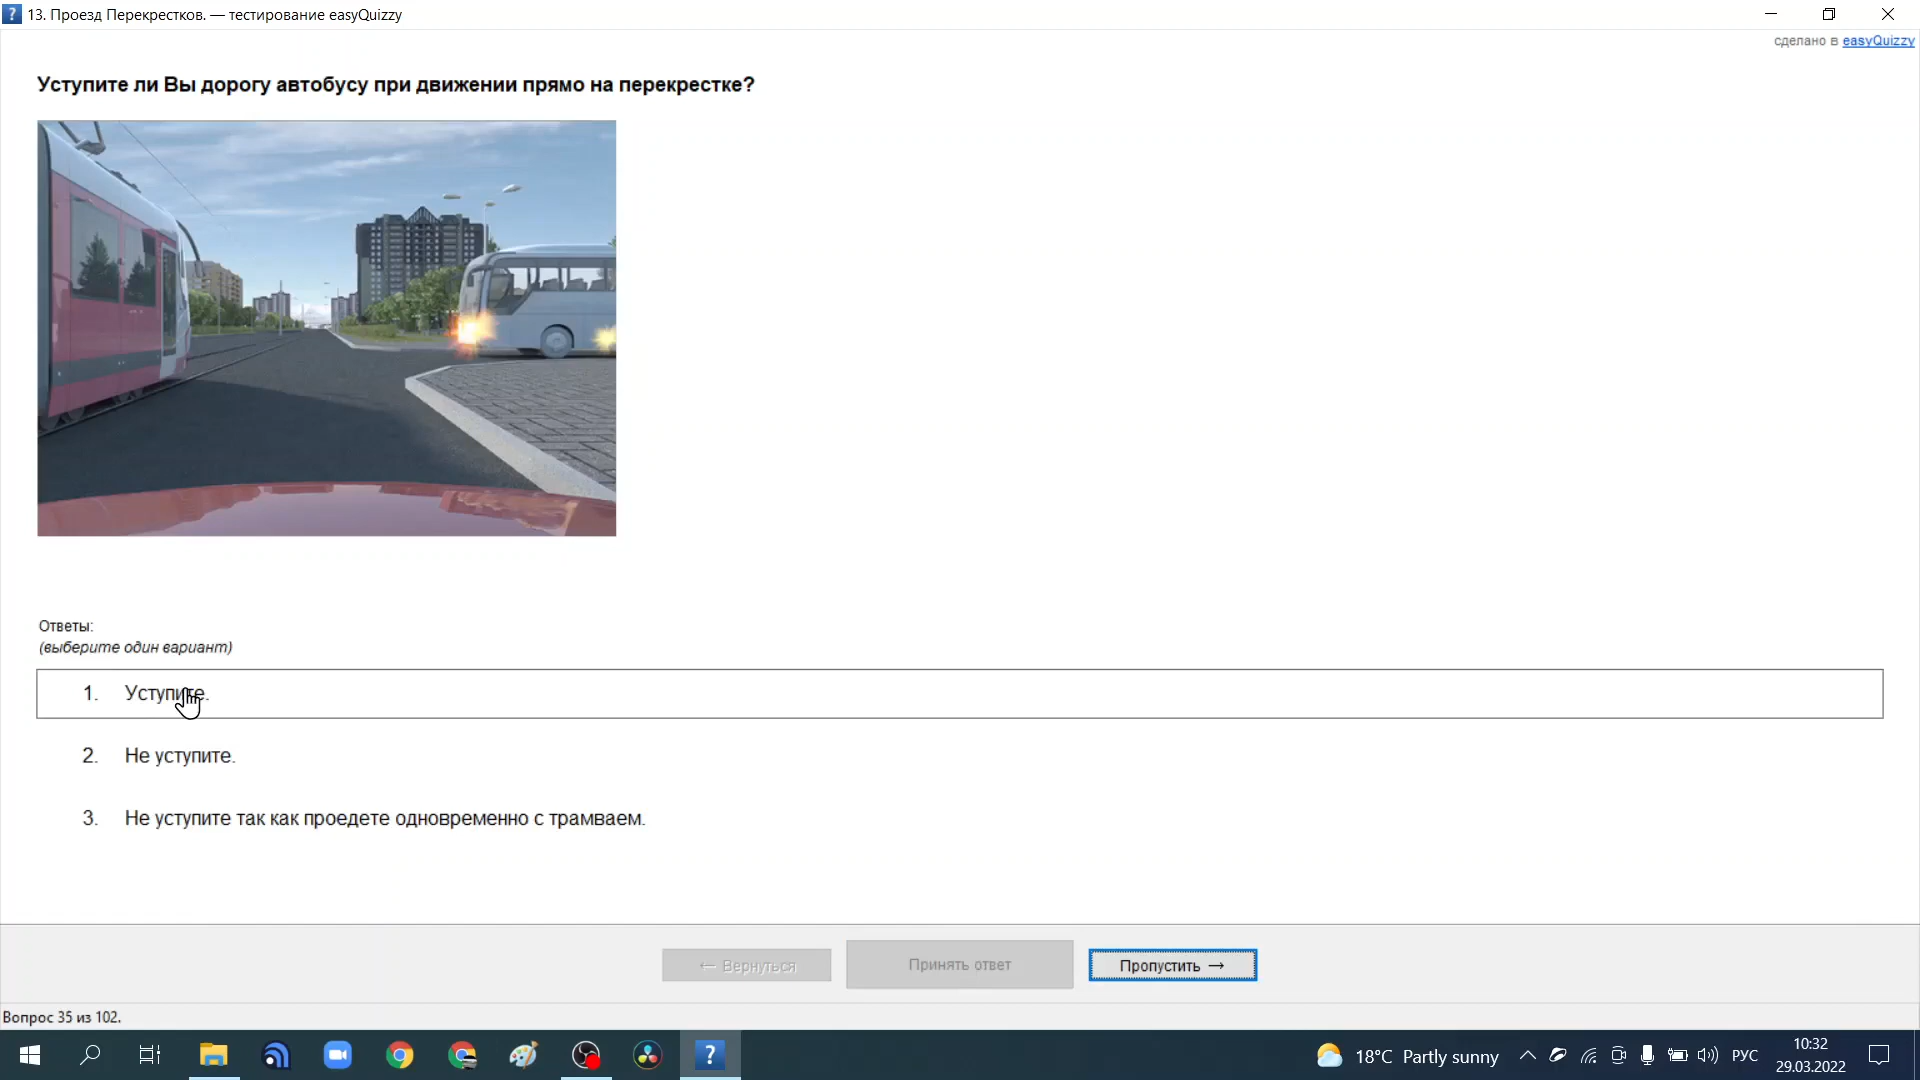 13. Проезд Перекрестков. — тестирование easyQuizzy
сделано в easyQuizzy
Уступите ли Вы дорогу автобусу при движении прямо на перекрестке?
Ответы:
(выберите один вариант)
1. Уступите.
2. Не уступите.
3. Не уступите так как проедете одновременно с трамваем.
← Вернуться
Принять ответ
Пропустить →
Вопрос 35 из 102.
18°C Partly sunny
РУС
10:32
29.03.2022